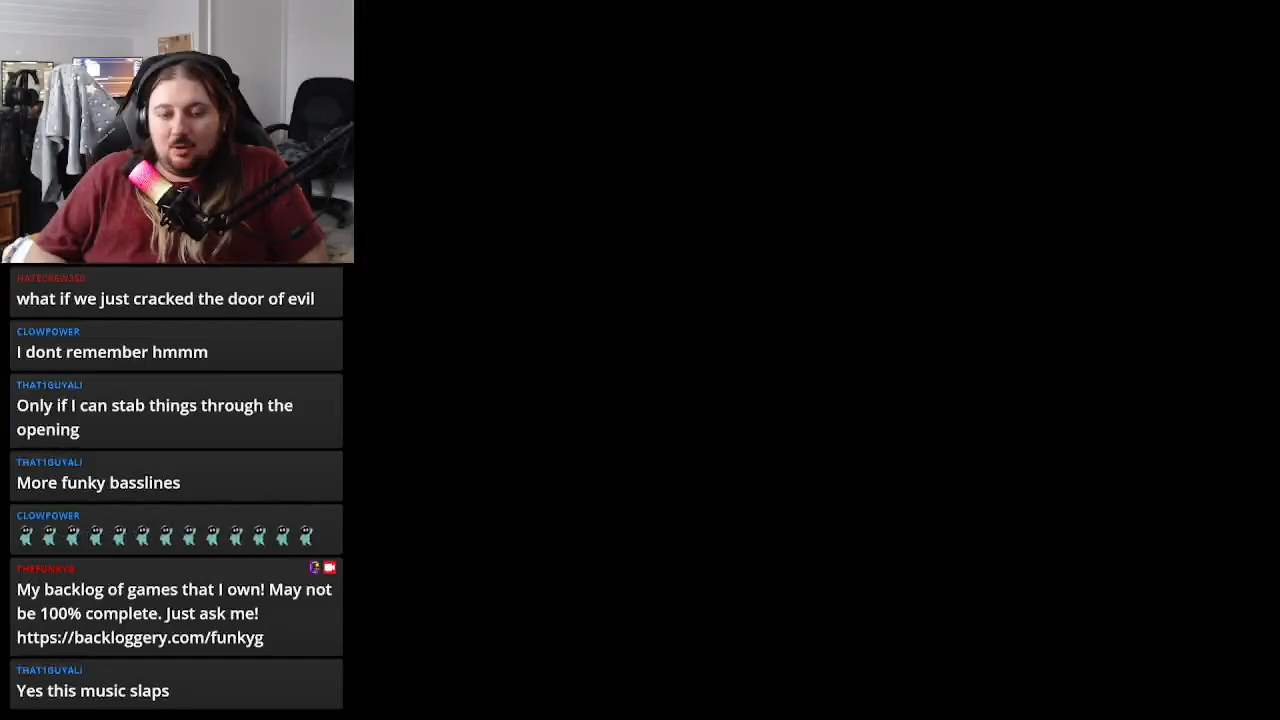 HATECREW360
what if we just cracked the door of evil
CLOWPOWER
I dont remember hmmm
THAT1GUYALI
Only if I can stab things through the
opening
THAT1GUYALI
More funky basslines
CLOWPOWER
THEFUNKYG
My backlog of games that I own! May not
be 100% complete. Just ask me!
https://backloggery.com/funkyg
THAT1GUYALI
Yes this music slaps